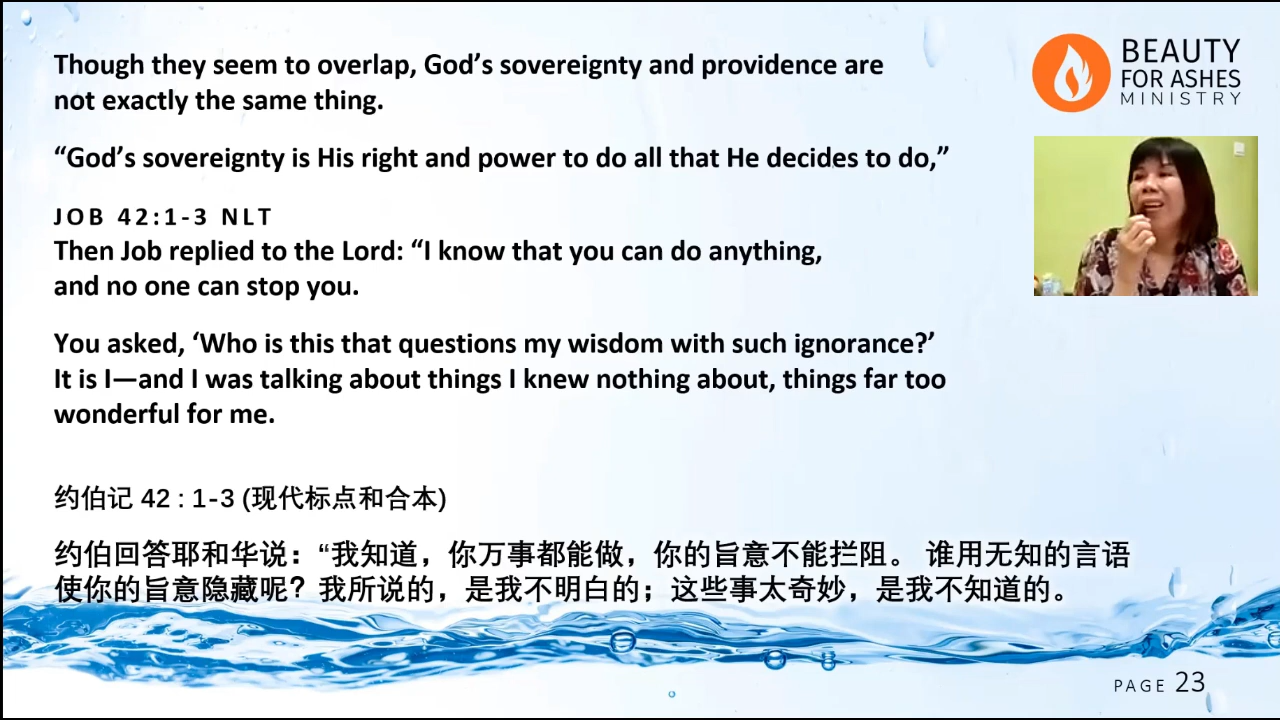 Though they seem to overlap, God’s sovereignty and providence are
not exactly the same thing.
“God’s sovereignty is His right and power to do all that He decides to do,”
JOB 42:1-3 NLT
Then Job replied to the Lord: “I know that you can do anything,
and no one can stop you.
You asked, ‘Who is this that questions my wisdom with such ignorance?’
It is I—and I was talking about things I knew nothing about, things far too
wonderful for me.
约伯记 42 : 1-3 (现代标点和合本)
约伯回答耶和华说：“我知道，你万事都能做，你的旨意不能拦阻。 谁用无知的言语
使你的旨意隐藏呢？我所说的，是我不明白的；这些事太奇妙，是我不知道的。
BEAUTY
FOR ASHES
MINISTRY
PAGE 23